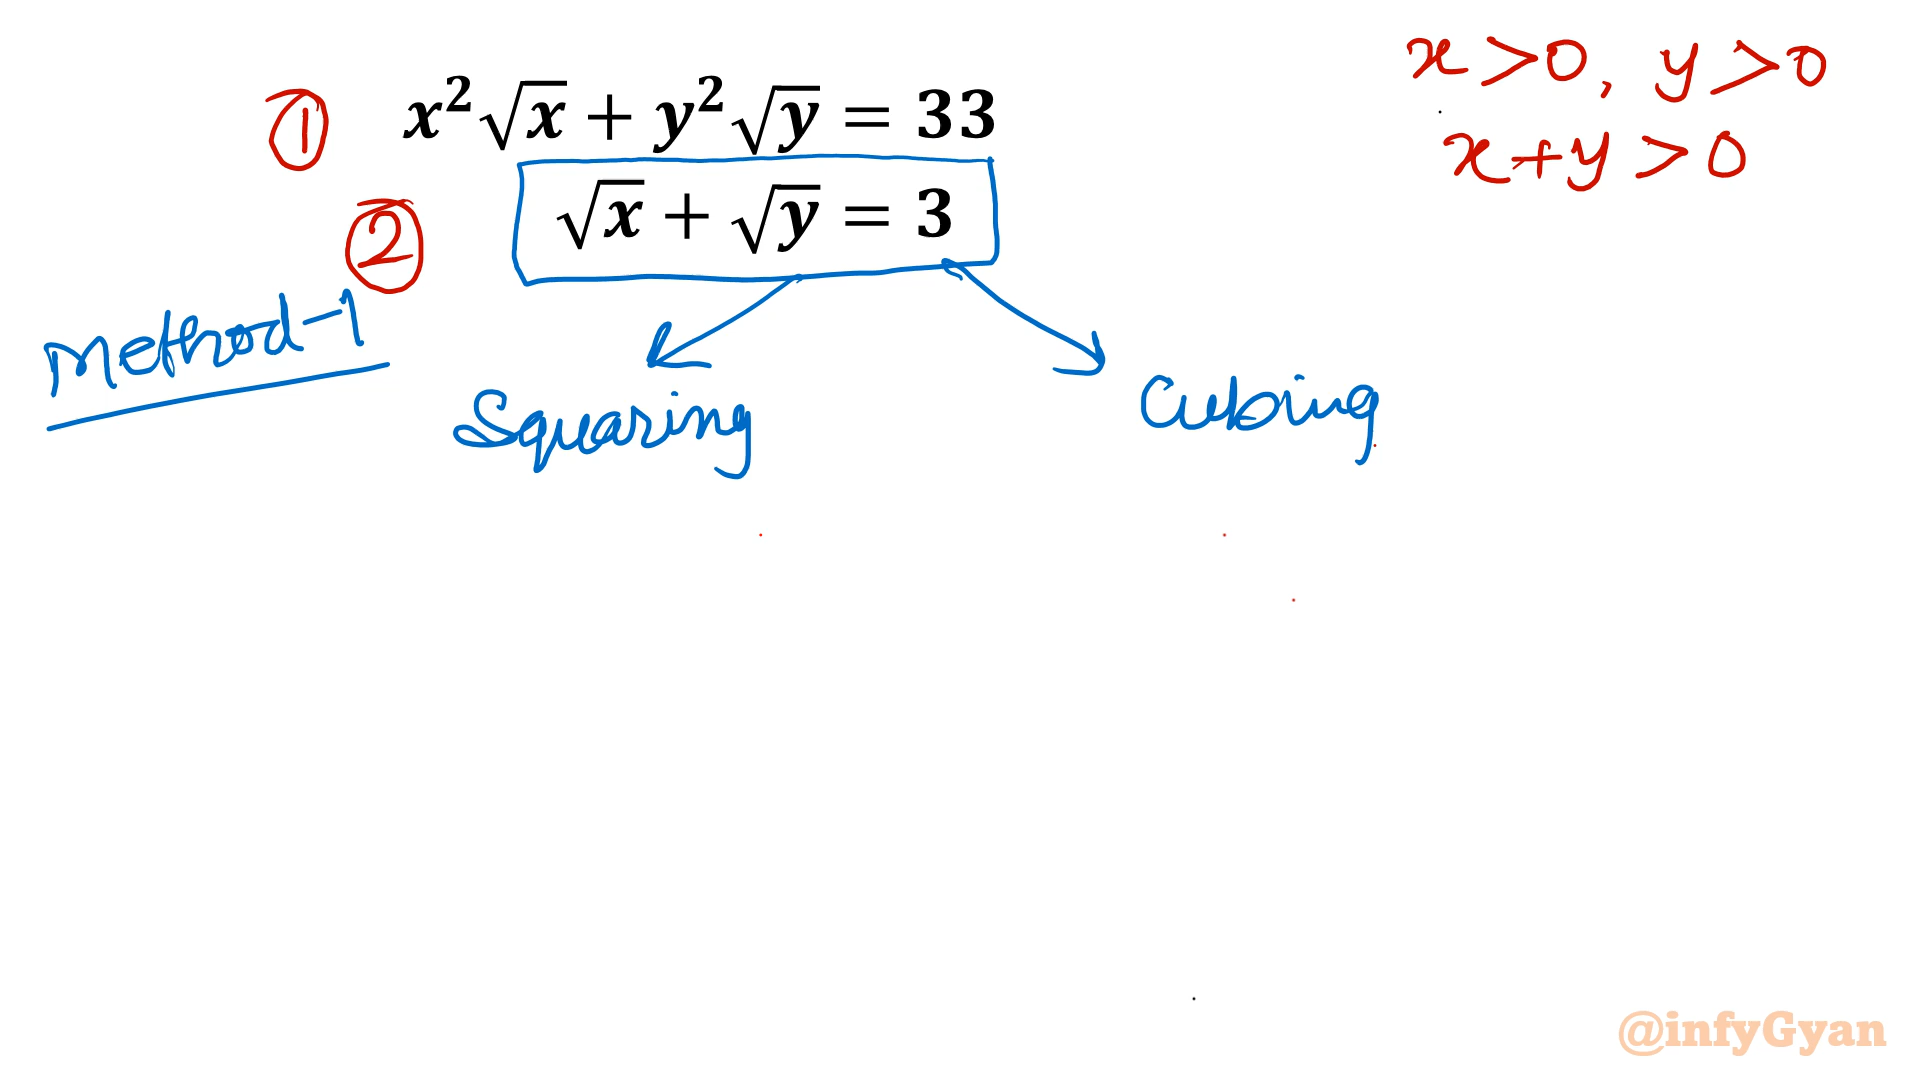 ① x²√x + y²√y = 33
x>0, y>0
x+y>0
② √x + √y = 3
Method-1
Squaring
Cubing
@infyGyan